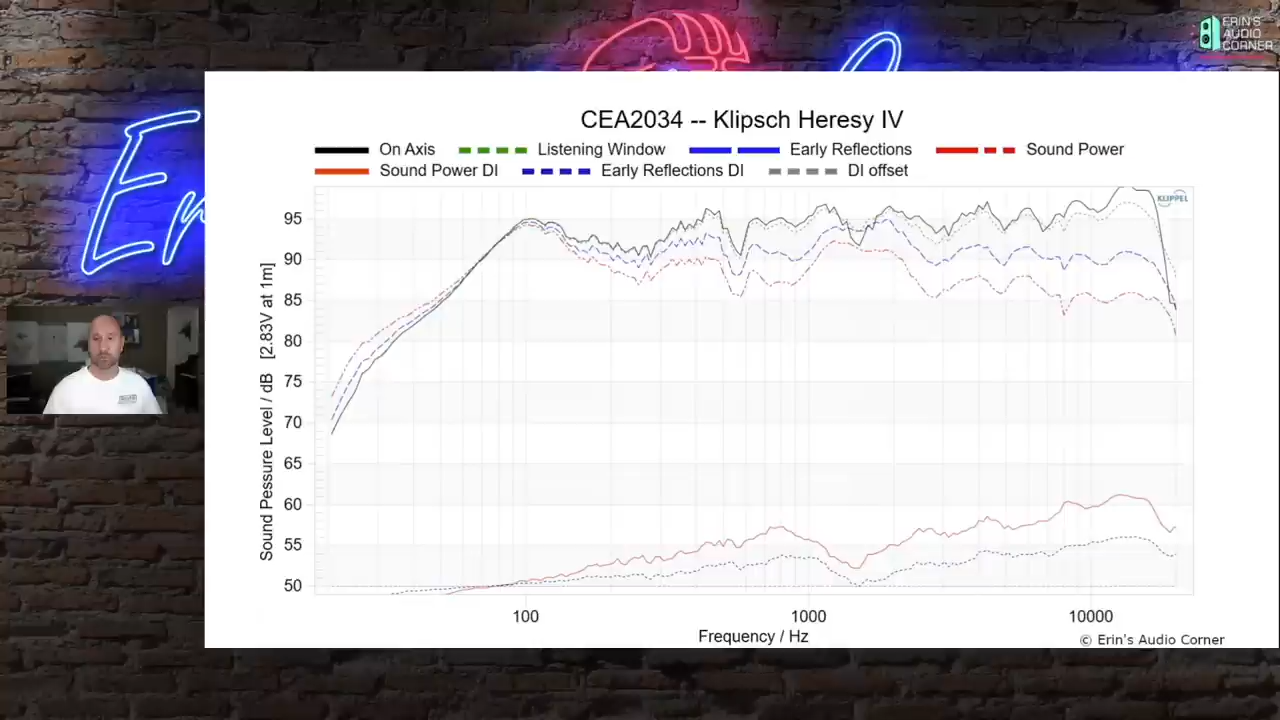 ERIN'S
AUDIO
CORNER
Er
CEA2034 -- Klipsch Heresy IV
On Axis Listening Window Early Reflections Sound Power
Sound Power DI Early Reflections DI DI offset
KLIPPEL
Sound Pessure Level / dB [2.83V at 1m]
95
90
85
80
75
70
65
60
55
50
100 1000 10000
Frequency / Hz
© Erin's Audio Corner